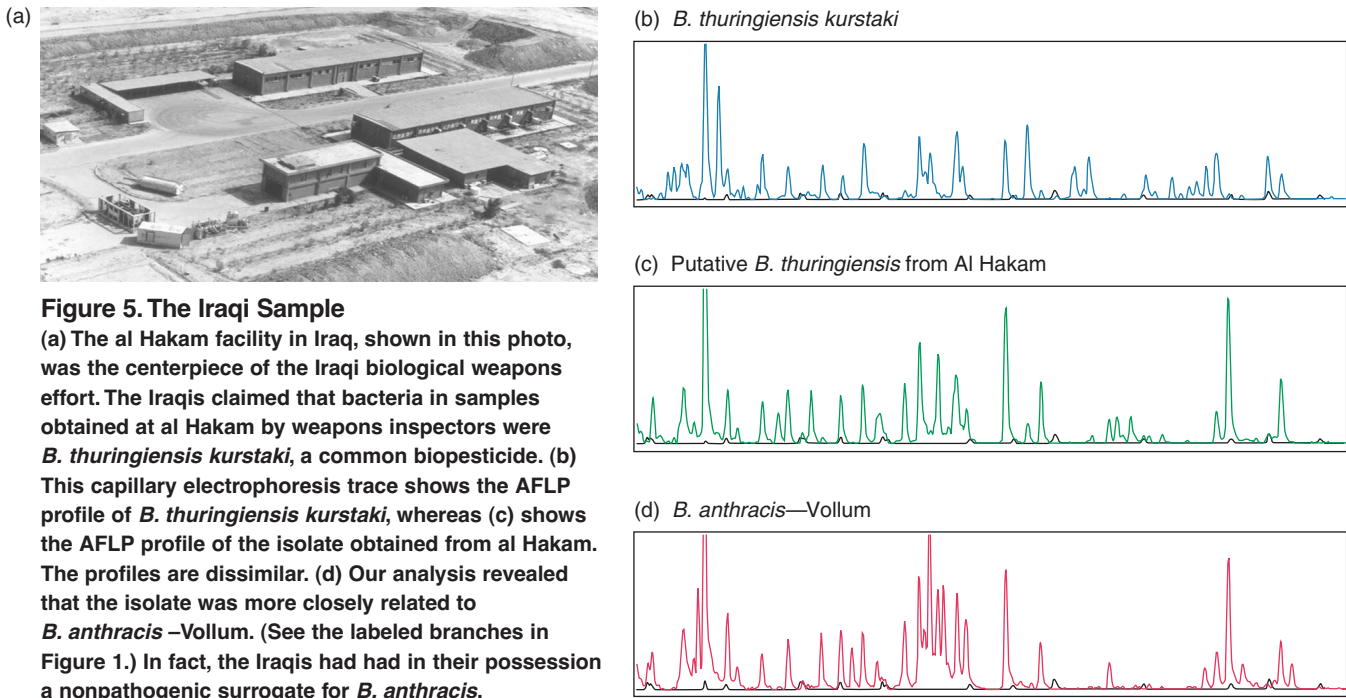 (a)
Figure 5. The Iraqi Sample
(a) The al Hakam facility in Iraq, shown in this photo,
was the centerpiece of the Iraqi biological weapons
effort. The Iraqis claimed that bacteria in samples
obtained at al Hakam by weapons inspectors were
B. thuringiensis kurstaki, a common biopesticide. (b)
This capillary electrophoresis trace shows the AFLP
profile of B. thuringiensis kurstaki, whereas (c) shows
the AFLP profile of the isolate obtained from al Hakam.
The profiles are dissimilar. (d) Our analysis revealed
that the isolate was more closely related to
B. anthracis –Vollum. (See the labeled branches in
Figure 1.) In fact, the Iraqis had had in their possession
a nonpathogenic surrogate for B. anthracis.
(b) B. thuringiensis kurstaki
(c) Putative B. thuringiensis from Al Hakam
(d) B. anthracis—Vollum